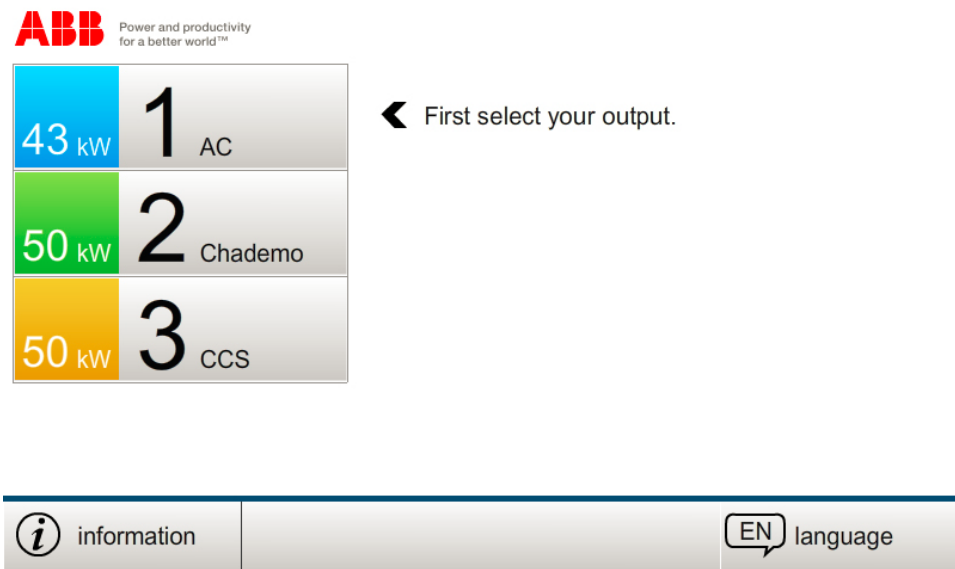 ABB
Power and productivity
for a better world™
43 kW 1 AC
First select your output.
50 kW 2 Chademo
50 kW 3 CCS
i information
EN language